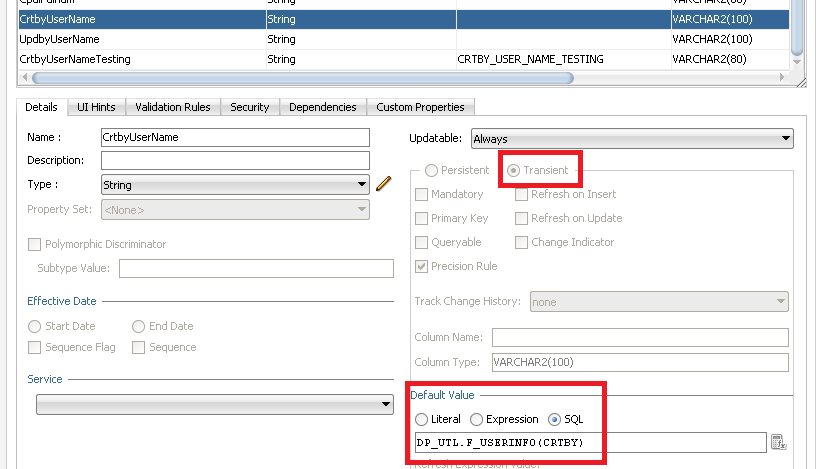 CrtbyUserName String VARCHAR2(100)
UpdbyUserName String VARCHAR2(100)
CrtbyUserNameTesting String CRTBY_USER_NAME_TESTING VARCHAR2(80)
Details UI Hints Validation Rules Security Dependencies Custom Properties
Name : CrtbyUserName
Description:
Type : String
Property Set: <None>
Polymorphic Discriminator
Subtype Value:
Effective Date
Start Date End Date
Sequence Flag Sequence
Service
Updatable: Always
Persistent Transient
Mandatory Refresh on Insert
Primary Key Refresh on Update
Queryable Change Indicator
Precision Rule
Track Change History: none
Column Name:
Column Type: VARCHAR2(100)
Default Value
Literal Expression SQL
DP_UTL.F_USERINFO(CRTBY)
Refresh Expression Value: